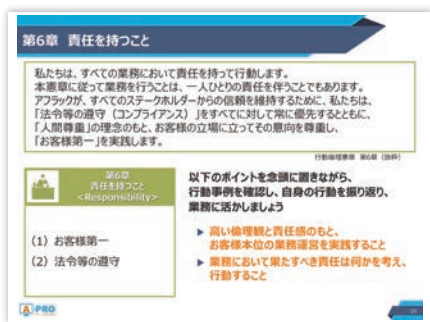 第6章 責任を持つこと
私たちは、すべての業務において責任を持って行動します。
本憲章に従って業務を行うことは、一人ひとりの責任を伴うことでもあります。
アフラックが、すべてのステークホルダーからの信頼を維持するために、私たちは、
「法令等の遵守（コンプライアンス）」をすべてに対して常に優先するとともに、
「人間尊重」の理念のもと、お客様の立場に立ってその意向を尊重し、
「お客様第一」を実践します。
行動倫理憲章 第6章（抜粋）
第6章
責任を持つこと
<Responsibility>
(1) お客様第一
(2) 法令等の遵守
以下のポイントを念頭に置きながら、
行動事例を確認し、自身の行動を振り返り、
業務に活かしましょう
▶ 高い倫理観と責任感のもと、
お客様本位の業務運営を実践すること
▶ 業務において果たすべき責任は何かを考え、
行動すること
A-PRO